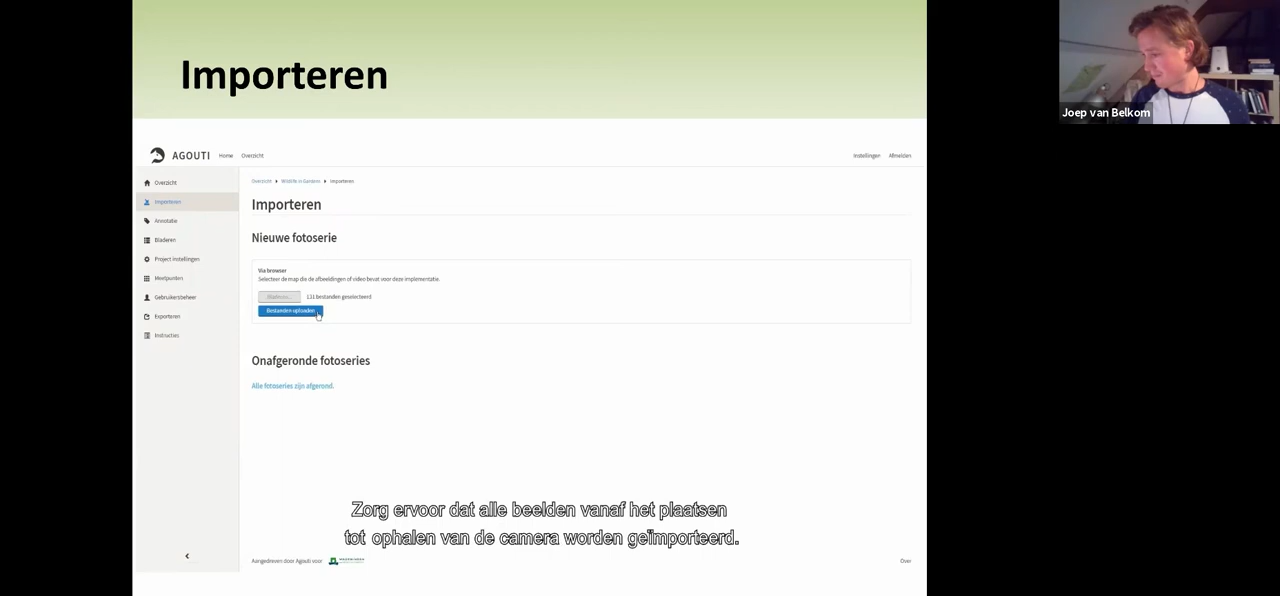 Importeren
Joep van Belkom
AGOUTI Home Overzicht Instellingen Afmelden
Overzicht
Importeren
Annotatie
Bladeren
Project instellingen
Meetpunten
Gebruikersbeheer
Exporteren
Instructies
Overzicht Wildlife in Gardens Importeren
Importeren
Nieuwe fotoserie
Via browser
Selecteer de map die de afbeeldingen of video bevat voor deze implementatie.
131 bestanden geselecteerd
Bestanden uploaden
Onafgeronde fotoseries
Alle fotoseries zijn afgerond.
Zorg ervoor dat alle beelden vanaf het plaatsen
tot ophalen van de camera worden geïmporteerd.
Aangedreven door Agouti voor
Over